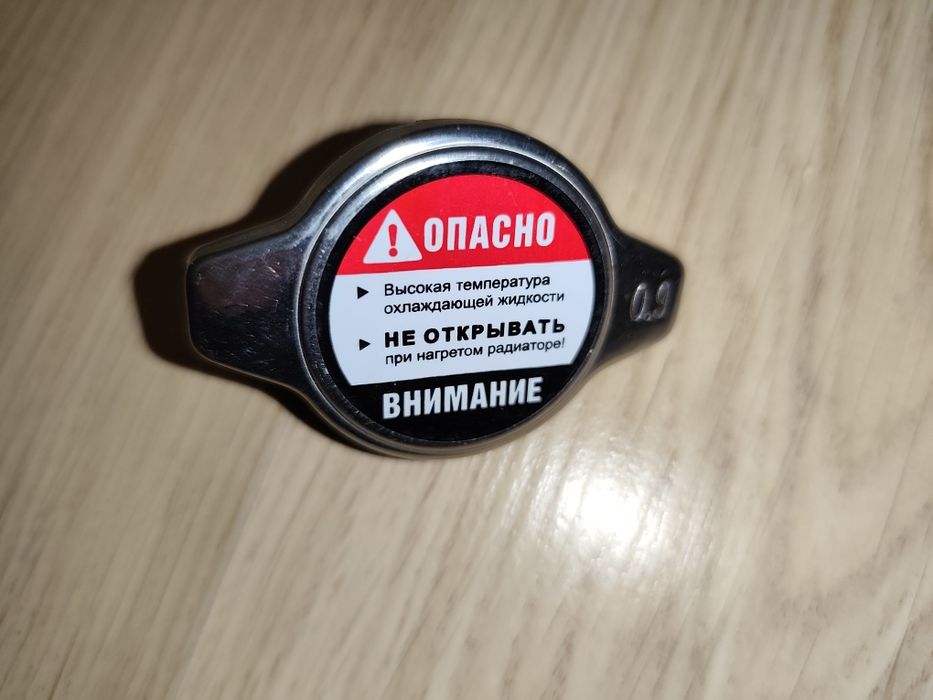 ОПАСНО
Высокая температура
охлаждающей жидкости
НЕ ОТКРЫВАТЬ
при нагретом радиаторе!
ВНИМАНИЕ
0.9